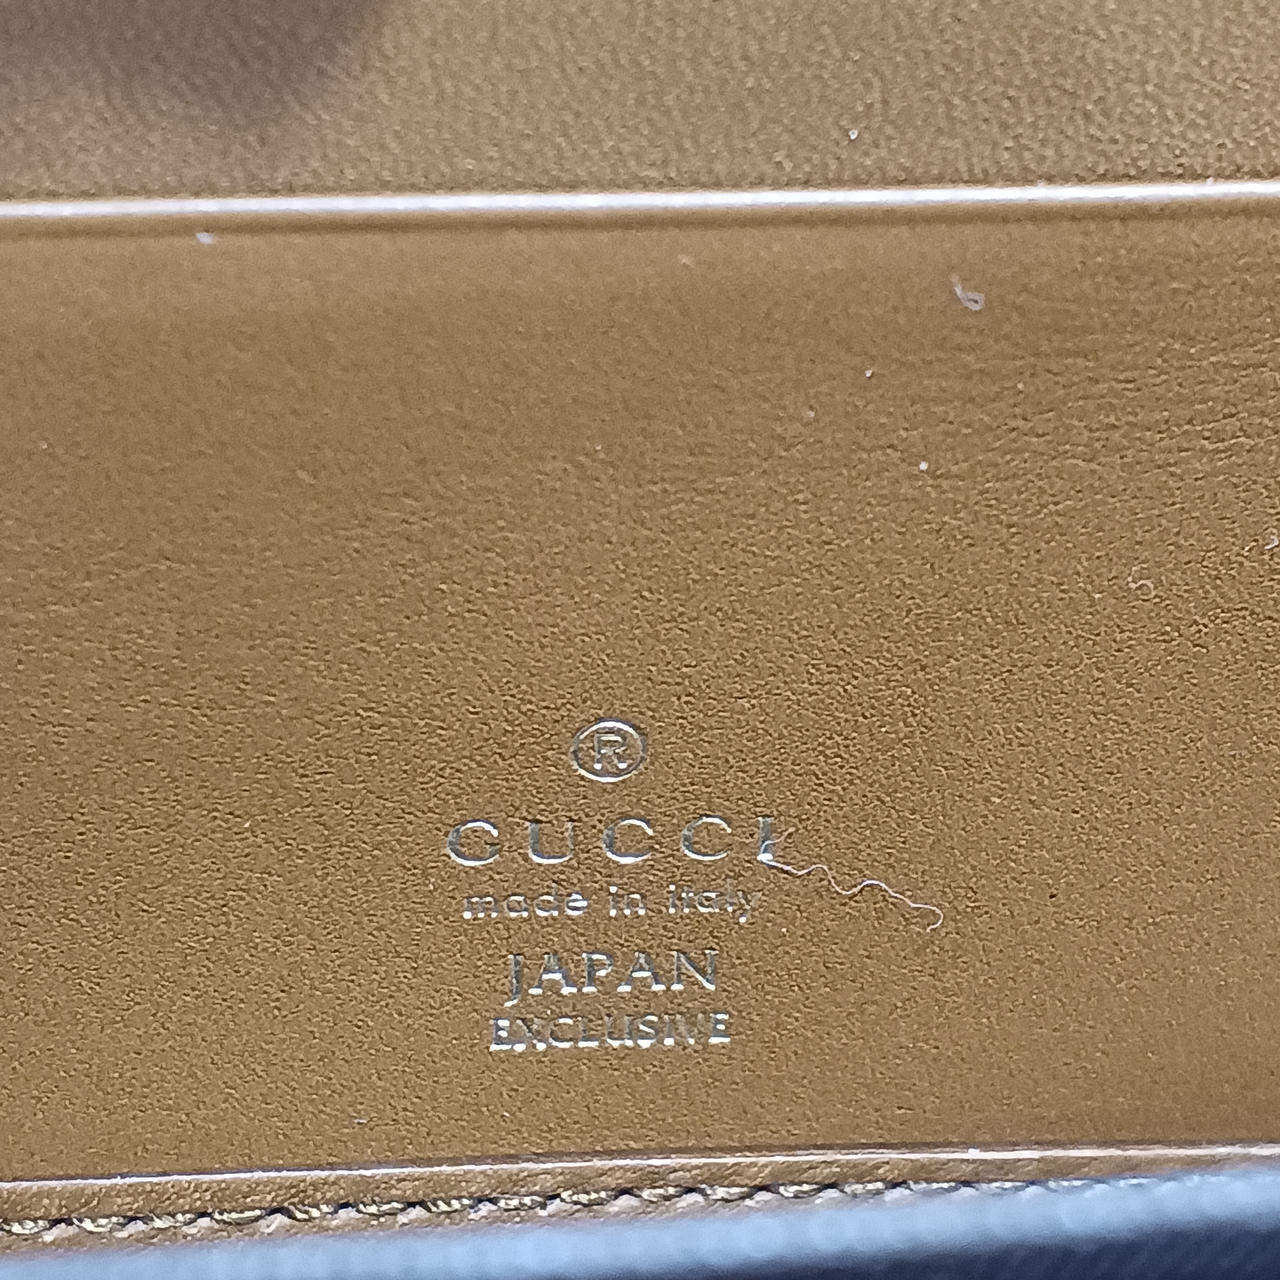 ®
GUCCI
made in italy
JAPAN
EXCLUSIVE